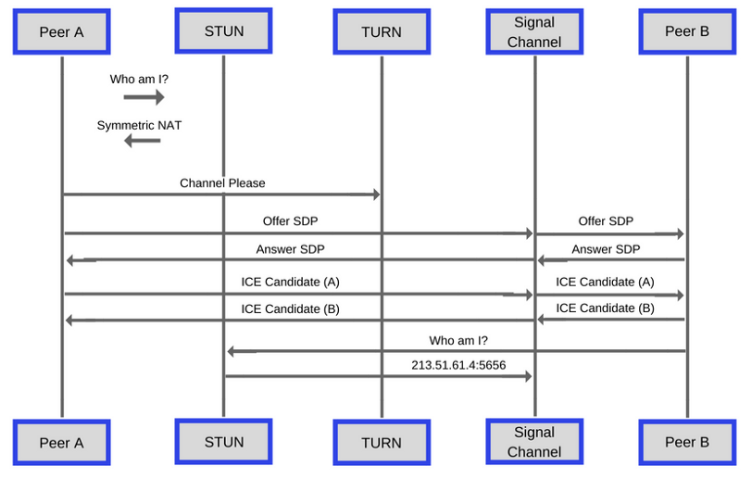 Peer A
STUN
TURN
Signal
Channel
Peer B
Who am I?
Symmetric NAT
Channel Please
Offer SDP
Offer SDP
Answer SDP
Answer SDP
ICE Candidate (A)
ICE Candidate (A)
ICE Candidate (B)
ICE Candidate (B)
Who am I?
213.51.61.4:5656
Peer A
STUN
TURN
Signal
Channel
Peer B